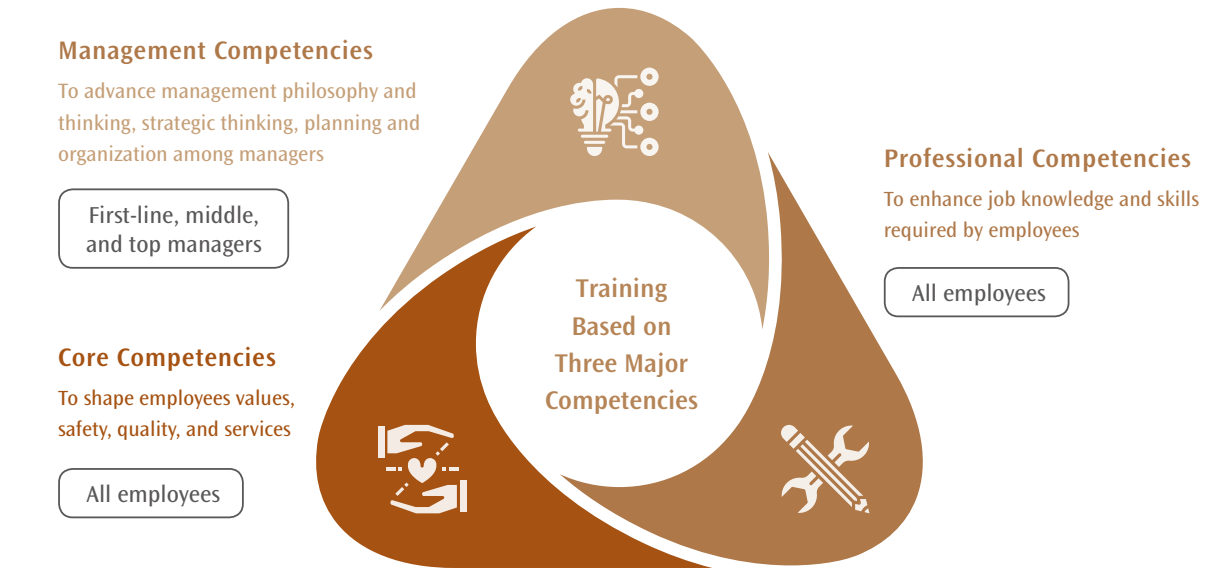 Management Competencies
To advance management philosophy and
thinking, strategic thinking, planning and
organization among managers
First-line, middle,
and top managers
Core Competencies
To shape employees values,
safety, quality, and services
All employees
Training
Based on
Three Major
Competencies
Professional Competencies
To enhance job knowledge and skills
required by employees
All employees